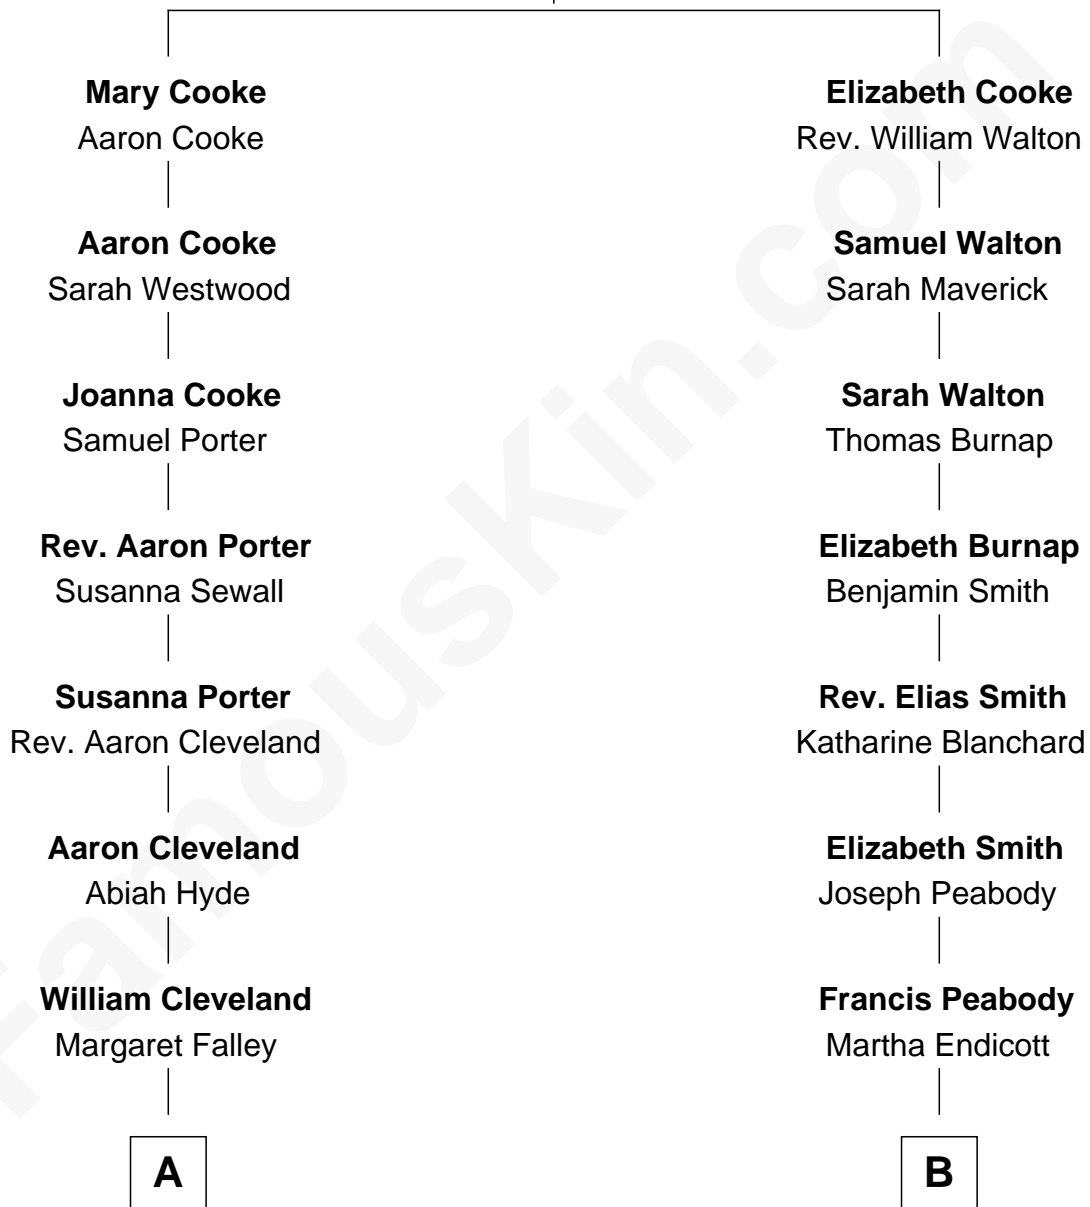 Mary Cooke
Aaron Cooke
Elizabeth Cooke
Rev. William Walton
Aaron Cooke
Sarah Westwood
Samuel Walton
Sarah Maverick
Joanna Cooke
Samuel Porter
Sarah Walton
Thomas Burnap
Rev. Aaron Porter
Susanna Sewall
Elizabeth Burnap
Benjamin Smith
Susanna Porter
Rev. Aaron Cleveland
Rev. Elias Smith
Katharine Blanchard
Aaron Cleveland
Abiah Hyde
Elizabeth Smith
Joseph Peabody
William Cleveland
Margaret Falley
Francis Peabody
Martha Endicott
A
B
FamousKin.com